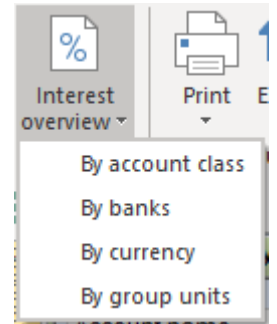 %
Interest
overview
Print
E
By account class
By banks
By currency
By group units